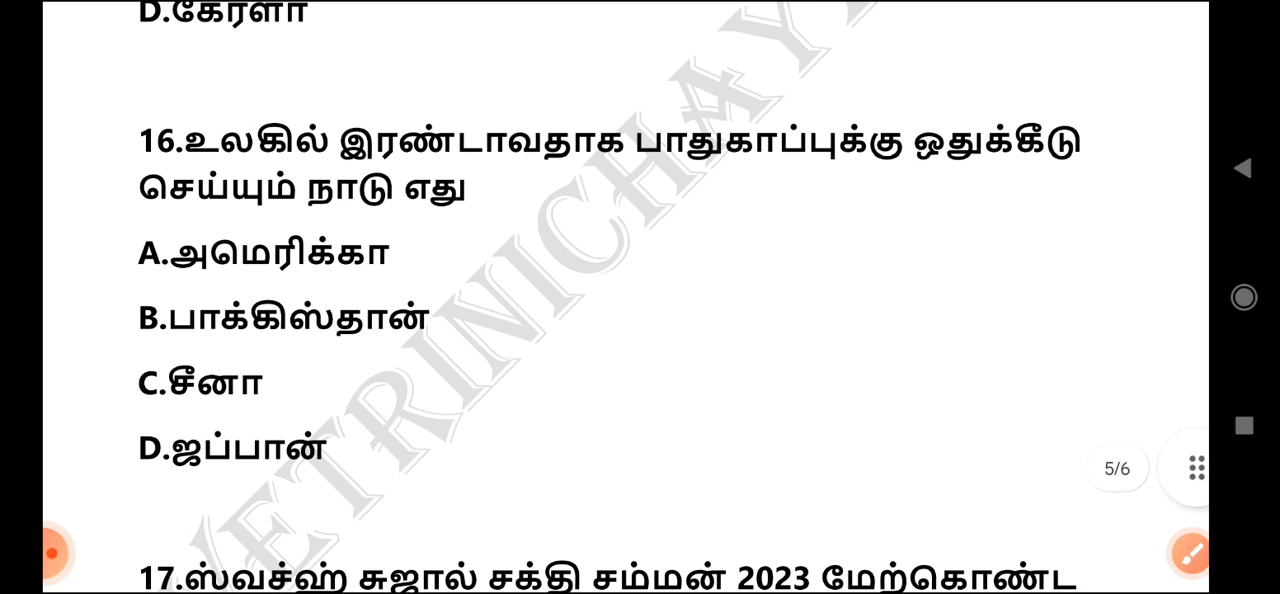 D.கேரளா
16.உலகில் இரண்டாவதாக பாதுகாப்புக்கு ஒதுக்கீடு
செய்யும் நாடு எது
A.அமெரிக்கா
B.பாக்கிஸ்தான்
C.சீனா
D.ஜப்பான்
5/6
17.ஸ்வச்ஹ் சுஜால் சக்தி சம்மன் 2023 மேற்கொண்ட